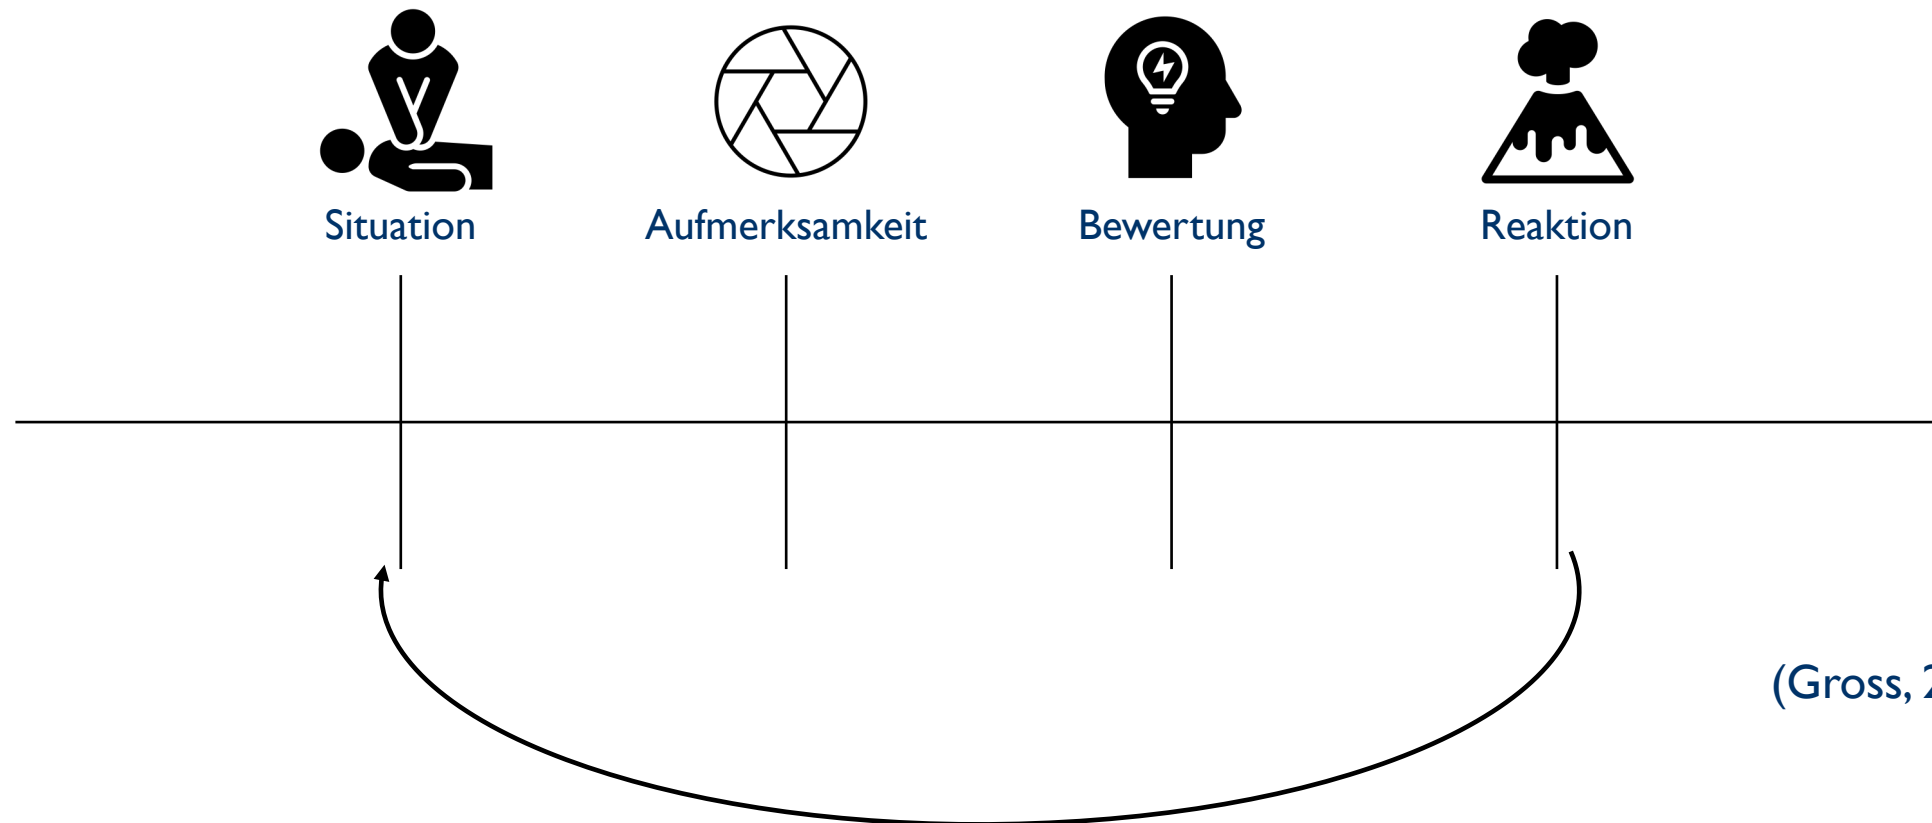 Situation
Aufmerksamkeit
Bewertung
Reaktion
(Gross,